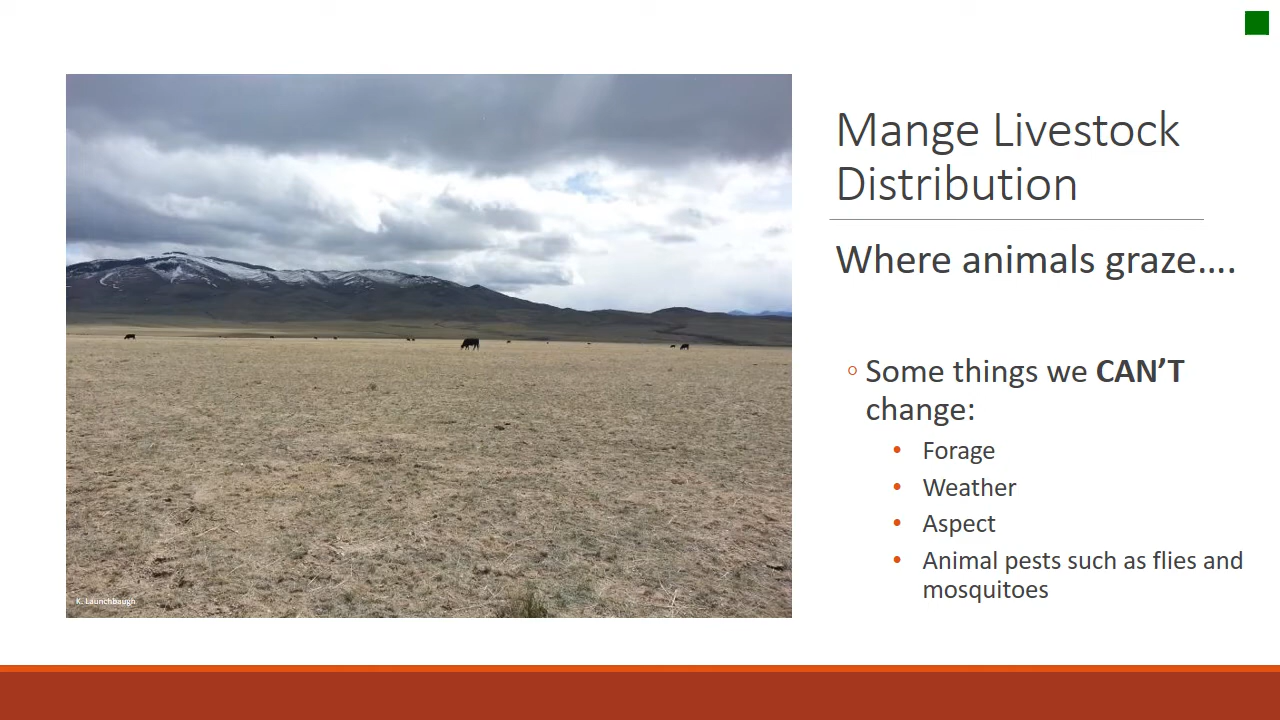 Mange Livestock
Distribution
Where animals graze....
Some things we CAN'T
change:
Forage
Weather
Aspect
Animal pests such as flies and
mosquitoes
K. Launchbaugh